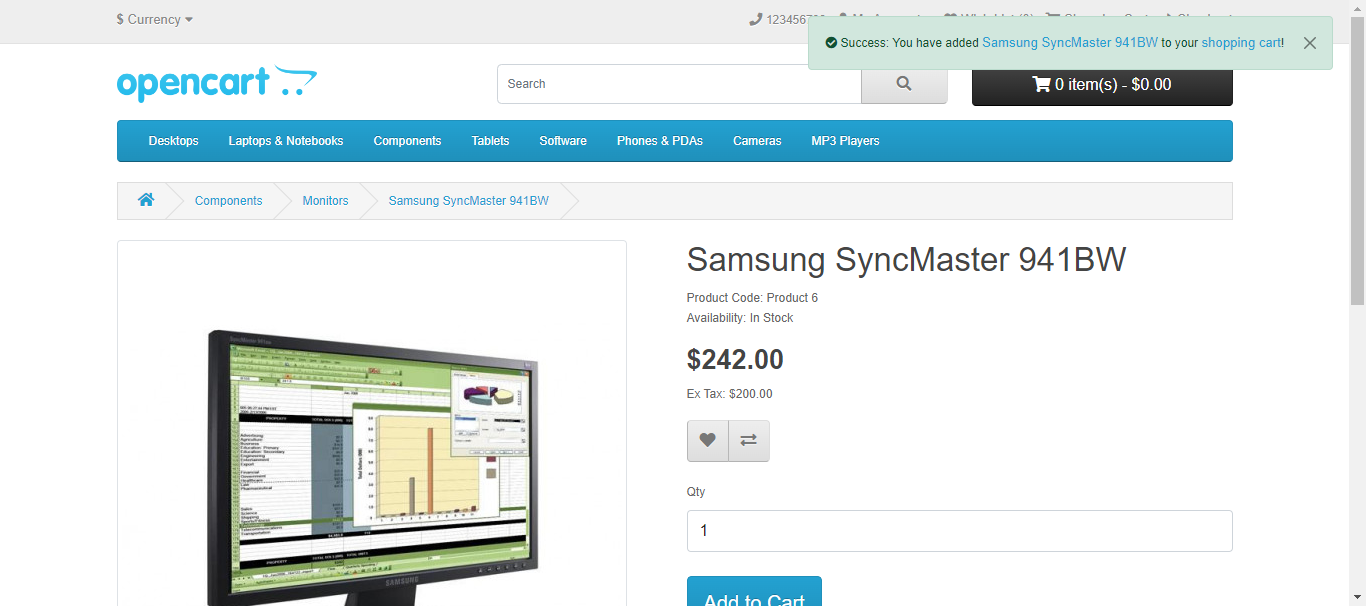 $ Currency
123456789
Success: You have added Samsung SyncMaster 941BW to your shopping cart!
opencart
Search
0 item(s) - $0.00
Desktops
Laptops & Notebooks
Components
Tablets
Software
Phones & PDAs
Cameras
MP3 Players
Components
Monitors
Samsung SyncMaster 941BW
Samsung SyncMaster 941BW
Product Code: Product 6
Availability: In Stock
$242.00
Ex Tax: $200.00
Qty
1
Add to Cart
SAMSUNG